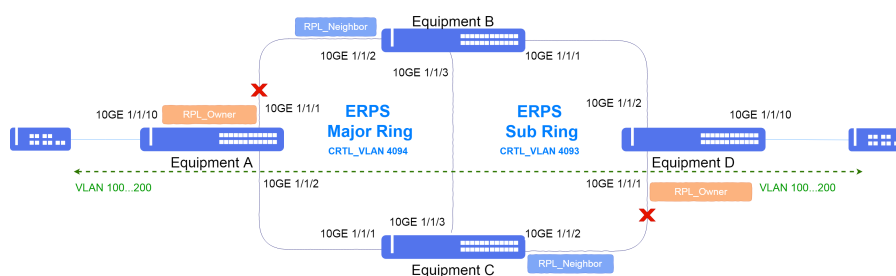 Equipment B
RPL_Neighbor
10GE 1/1/2
10GE 1/1/1
10GE 1/1/3
10GE 1/1/10
RPL_Owner
10GE 1/1/1
ERPS
Major Ring
CRTL_VLAN 4094
ERPS
Sub Ring
CRTL_VLAN 4093
10GE 1/1/2
10GE 1/1/10
Equipment A
Equipment D
VLAN 100...200
10GE 1/1/2
10GE 1/1/1
RPL_Owner
VLAN 100...200
10GE 1/1/3
10GE 1/1/1
10GE 1/1/2
RPL_Neighbor
Equipment C